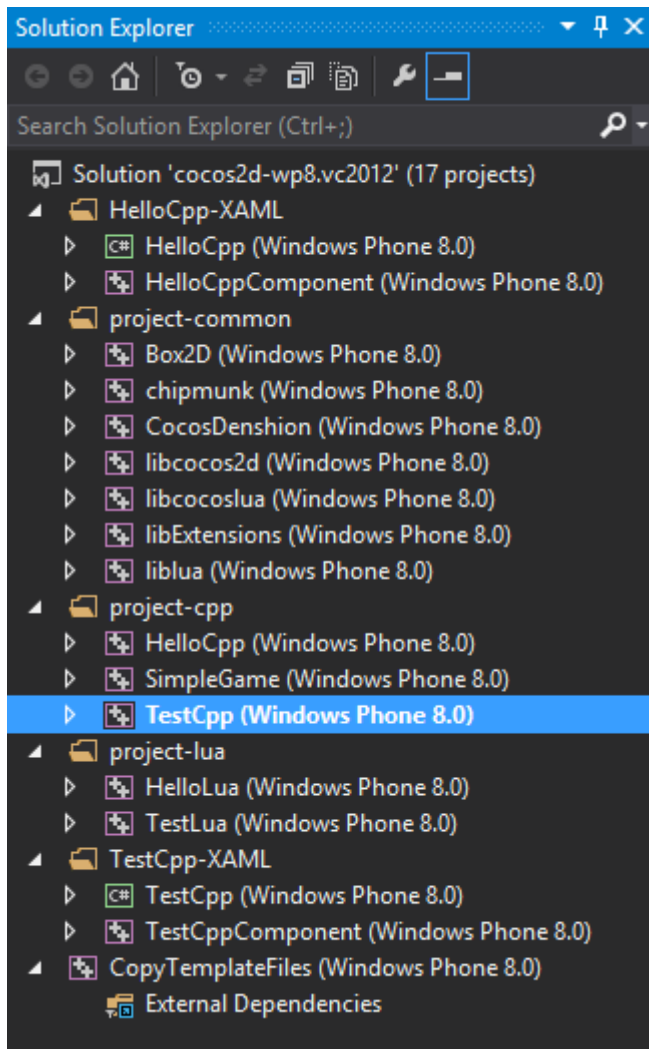 Solution Explorer
Search Solution Explorer (Ctrl+;)
Solution 'cocos2d-wp8.vc2012' (17 projects)
HelloCpp-XAML
C# HelloCpp (Windows Phone 8.0)
HelloCppComponent (Windows Phone 8.0)
project-common
Box2D (Windows Phone 8.0)
chipmunk (Windows Phone 8.0)
CocosDenshion (Windows Phone 8.0)
libcocos2d (Windows Phone 8.0)
libcocoslua (Windows Phone 8.0)
libExtensions (Windows Phone 8.0)
liblua (Windows Phone 8.0)
project-cpp
HelloCpp (Windows Phone 8.0)
SimpleGame (Windows Phone 8.0)
TestCpp (Windows Phone 8.0)
project-lua
HelloLua (Windows Phone 8.0)
TestLua (Windows Phone 8.0)
TestCpp-XAML
C# TestCpp (Windows Phone 8.0)
TestCppComponent (Windows Phone 8.0)
CopyTemplateFiles (Windows Phone 8.0)
External Dependencies